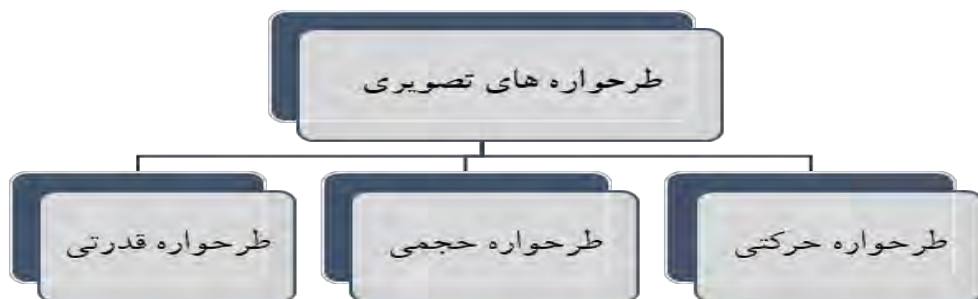 طرحواره های تصویری
طرحواره حرکتی
طرحواره حجمی
طرحواره قدرتی